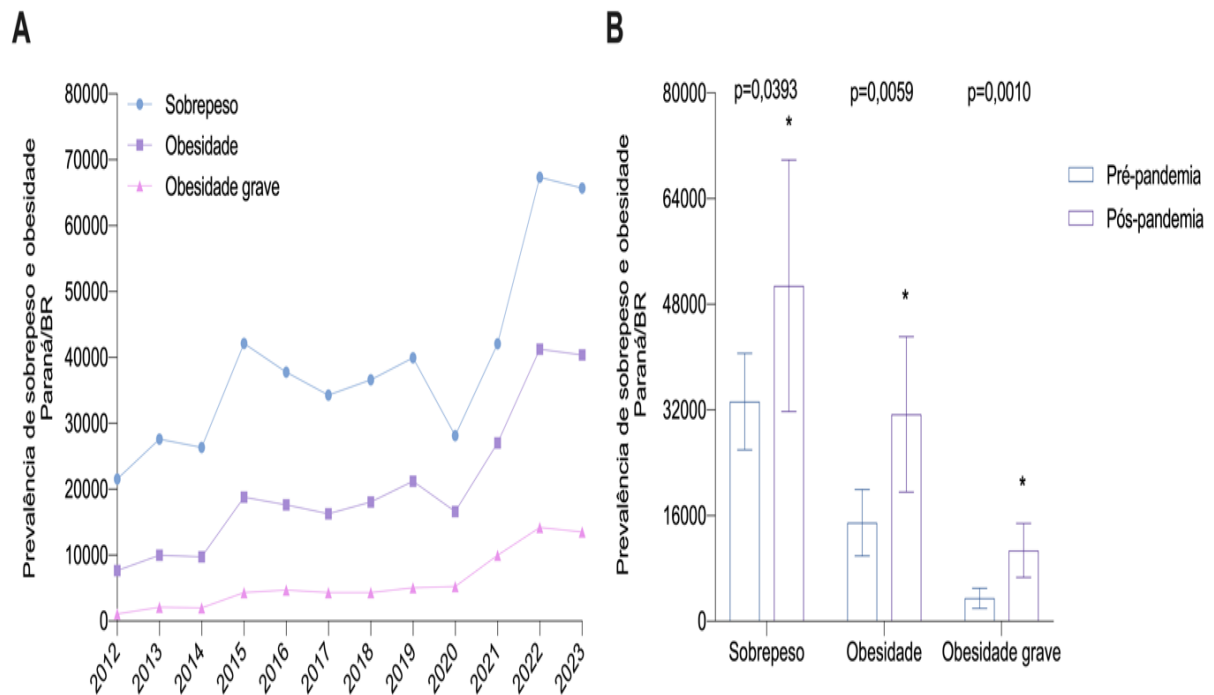 A
Prevalência de sobrepeso e obesidade
Paraná/BR
80000
70000
60000
50000
40000
30000
20000
10000
0
Sobrepeso
Obesidade
Obesidade grave
2012
2013
2014
2015
2016
2017
2018
2019
2020
2021
2022
2023
B
Prevalência de sobrepeso e obesidade
Paraná/BR
80000
64000
48000
32000
16000
0
p=0,0393
p=0,0059
p=0,0010
*
*
*
Pré-pandemia
Pós-pandemia
Sobrepeso
Obesidade
Obesidade grave